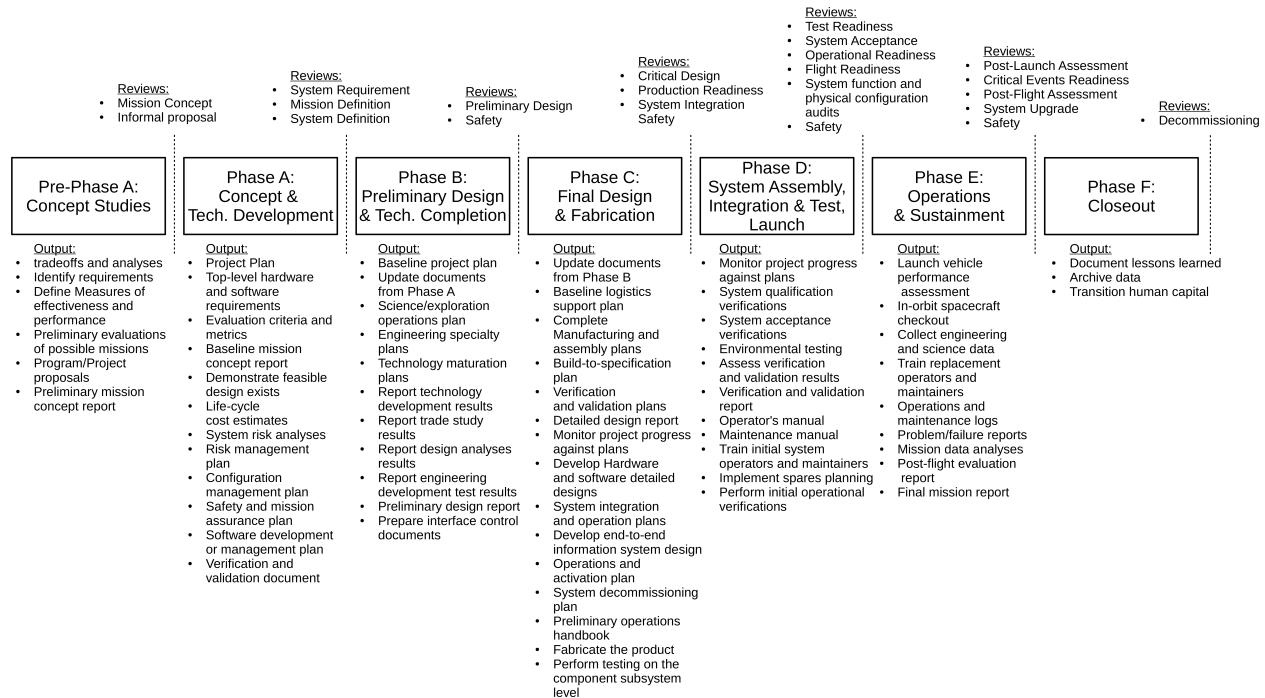 Reviews:
• Mission Concept
• Informal proposal
Reviews:
• System Requirement
• Mission Definition
• System Definition
Reviews:
• Preliminary Design
• Safety
Reviews:
• Critical Design
• Production Readiness
• System Integration
Safety
Reviews:
• Test Readiness
• System Acceptance
• Operational Readiness
• Flight Readiness
• System function and
physical configuration
audits
• Safety
Reviews:
• Post-Launch Assessment
• Critical Events Readiness
• Post-Flight Assessment
• System Upgrade
• Safety
Reviews:
• Decommissioning
Pre-Phase A:
Concept Studies
Phase A:
Concept &
Tech. Development
Phase B:
Preliminary Design
& Tech. Completion
Phase C:
Final Design
& Fabrication
Phase D:
System Assembly,
Integration & Test,
Launch
Phase E:
Operations
& Sustainment
Phase F:
Closeout
Output:
• tradeoffs and analyses
• Identify requirements
• Define Measures of
effectiveness and
performance
• Preliminary evaluations
of possible missions
• Program/Project
proposals
• Preliminary mission
concept report
Output:
• Project Plan
• Top-level hardware
and software
requirements
• Evaluation criteria and
metrics
• Baseline mission
concept report
• Demonstrate feasible
design exists
• Life-cycle
cost estimates
• System risk analyses
• Risk management
plan
• Configuration
management plan
• Safety and mission
assurance plan
• Software development
or management plan
• Verification and
validation document
Output:
• Baseline project plan
• Update documents
from Phase A
• Science/exploration
operations plan
• Engineering specialty
plans
• Technology maturation
plans
• Report technology
development results
• Report trade study
results
• Report design analyses
results
• Report engineering
development test results
• Preliminary design report
• Prepare interface control
documents
Output:
• Update documents
from Phase B
• Baseline logistics
support plan
• Complete
Manufacturing and
assembly plans
• Build-to-specification
plan
• Verification
and validation plans
• Detailed design report
• Monitor project progress
against plans
• Develop Hardware
and software detailed
designs
• System integration
and operation plans
• Develop end-to-end
information system design
• Operations and
activation plan
• System decommissioning
plan
• Preliminary operations
handbook
• Fabricate the product
• Perform testing on the
component subsystem
level
Output:
• Monitor project progress
against plans
• System qualification
verifications
• System acceptance
verifications
• Environmental testing
• Assess verification
and validation results
• Verification and validation
report
• Operator's manual
• Maintenance manual
• Train initial system
operators and maintainers
• Implement spares planning
• Perform initial operational
verifications
Output:
• Launch vehicle
performance
assessment
• In-orbit spacecraft
checkout
• Collect engineering
and science data
• Train replacement
operators and
maintainers
• Operations and
maintenance logs
• Problem/failure reports
• Mission data analyses
• Post-flight evaluation
report
• Final mission report
Output:
• Document lessons learned
• Archive data
• Transition human capital